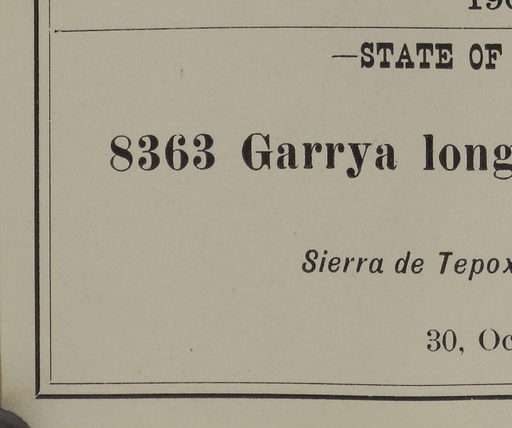 —STATE OF
8363 Garrya long
Sierra de Tepox
30, Oc